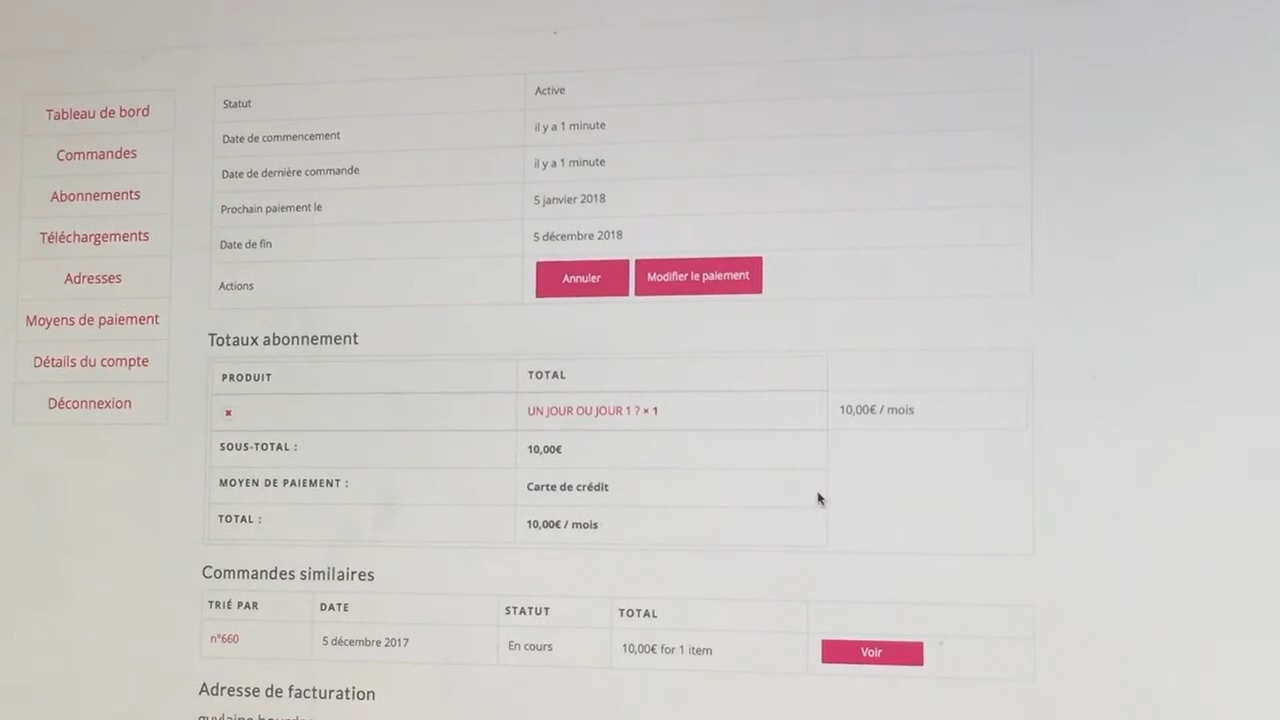 Tableau de bord
Commandes
Abonnements
Téléchargements
Adresses
Moyens de paiement
Détails du compte
Déconnexion
Statut Active
Date de commencement il y a 1 minute
Date de dernière commande il y a 1 minute
Prochain paiement le 5 janvier 2018
Date de fin 5 décembre 2018
Actions Annuler Modifier le paiement
Totaux abonnement
PRODUIT TOTAL
× UN JOUR OU JOUR 1 ? × 1 10,00€ / mois
SOUS-TOTAL : 10,00€
MOYEN DE PAIEMENT : Carte de crédit
TOTAL : 10,00€ / mois
Commandes similaires
TRIÉ PAR DATE STATUT TOTAL
n°660 5 décembre 2017 En cours 10,00€ for 1 item Voir
Adresse de facturation